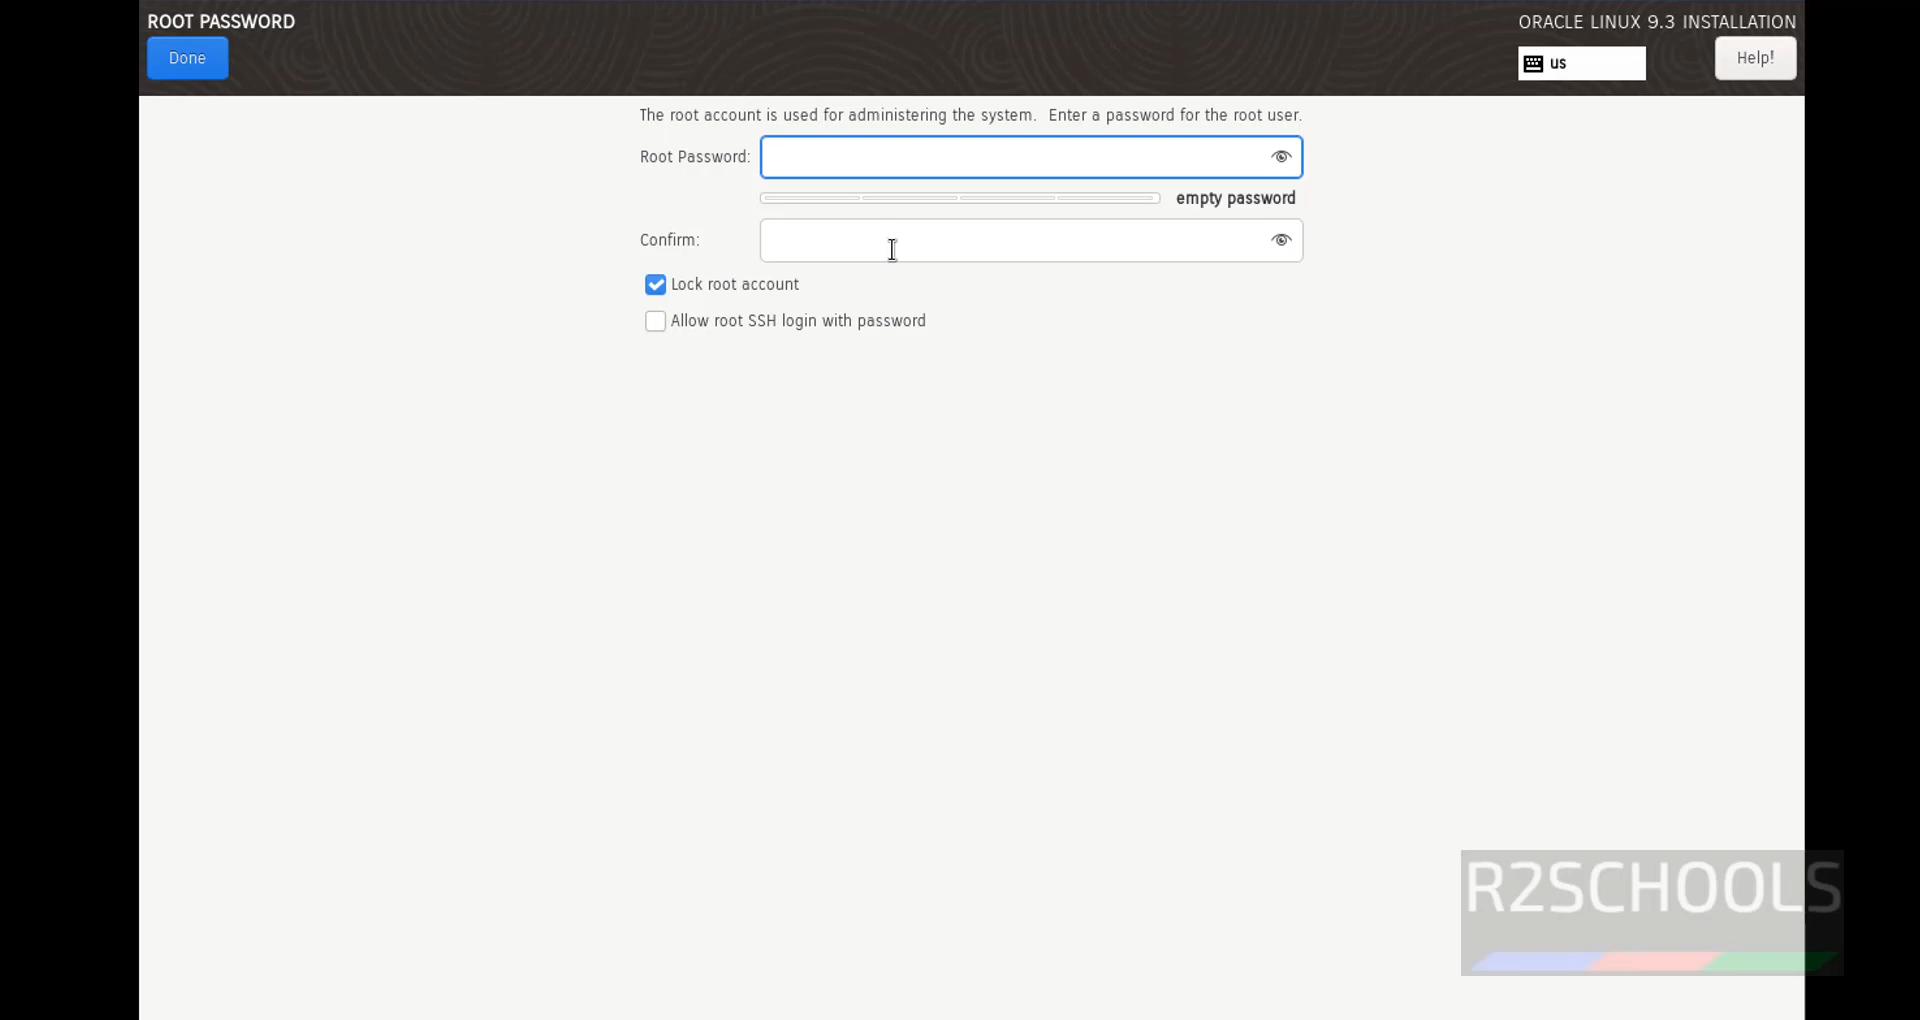 ROOT PASSWORD
ORACLE LINUX 9.3 INSTALLATION
Done
us
Help!
The root account is used for administering the system. Enter a password for the root user.
Root Password:
empty password
Confirm:
Lock root account
Allow root SSH login with password
R2SCHOOLS